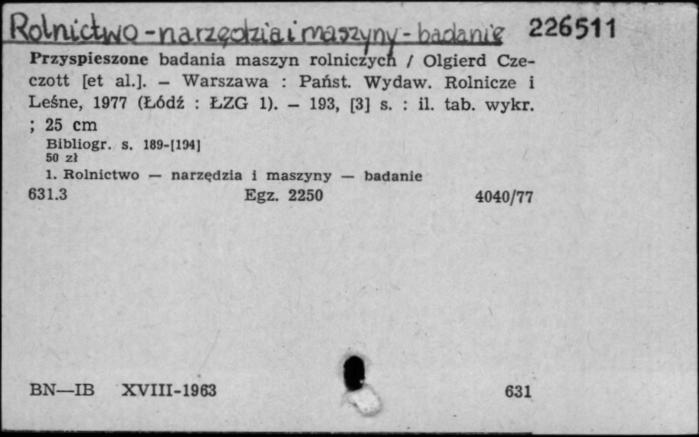 Rolnictwo - narzędzia i maszyny - badanie 226511
Przyspieszone badania maszyn rolniczych / Olgierd Cze-
czott [et al.]. – Warszawa : Państ. Wydaw. Rolnicze i
Leśne, 1977 (Łódź : ŁZG 1). – 193, [3] s. : il. tab. wykr.
; 25 cm
Bibliogr. s. 189-[194]
50 zł
1. Rolnictwo — narzędzia i maszyny — badanie
631.3 Egz. 2250 4040/77
BN—IB XVIII-1963 631